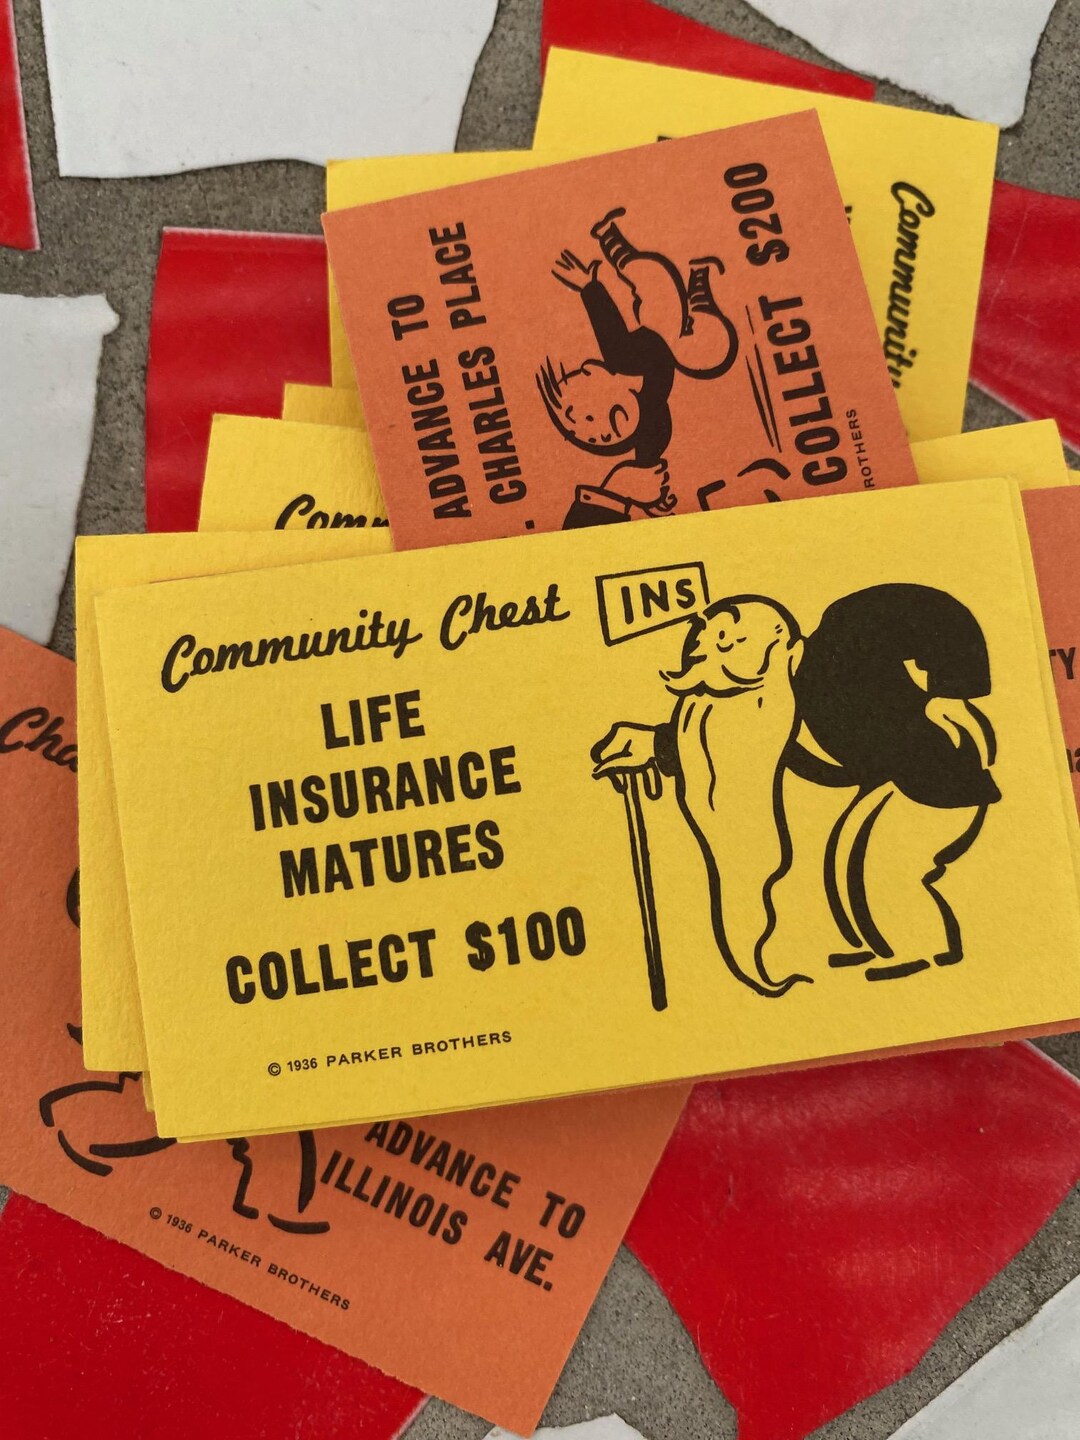 Community
ADVANCE TO
CHARLES PLACE
COLLECT $200
ROTHERS
Community Chest
INS
LIFE
INSURANCE
MATURES
COLLECT $100
© 1936 PARKER BROTHERS
ADVANCE TO
ILLINOIS AVE.
© 1936 PARKER BROTHERS